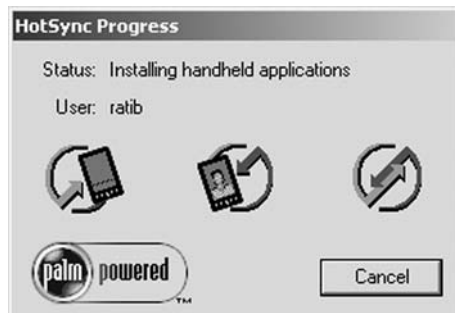 HotSync Progress
Status: Installing handheld applications
User: ratib
palm powered
TM
Cancel